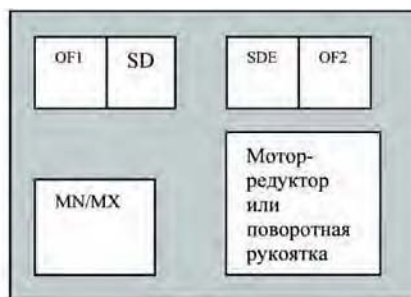 OF1 SD SDE OF2
MN/MX
Мотор-
редуктор
или
поворотная
рукоятка